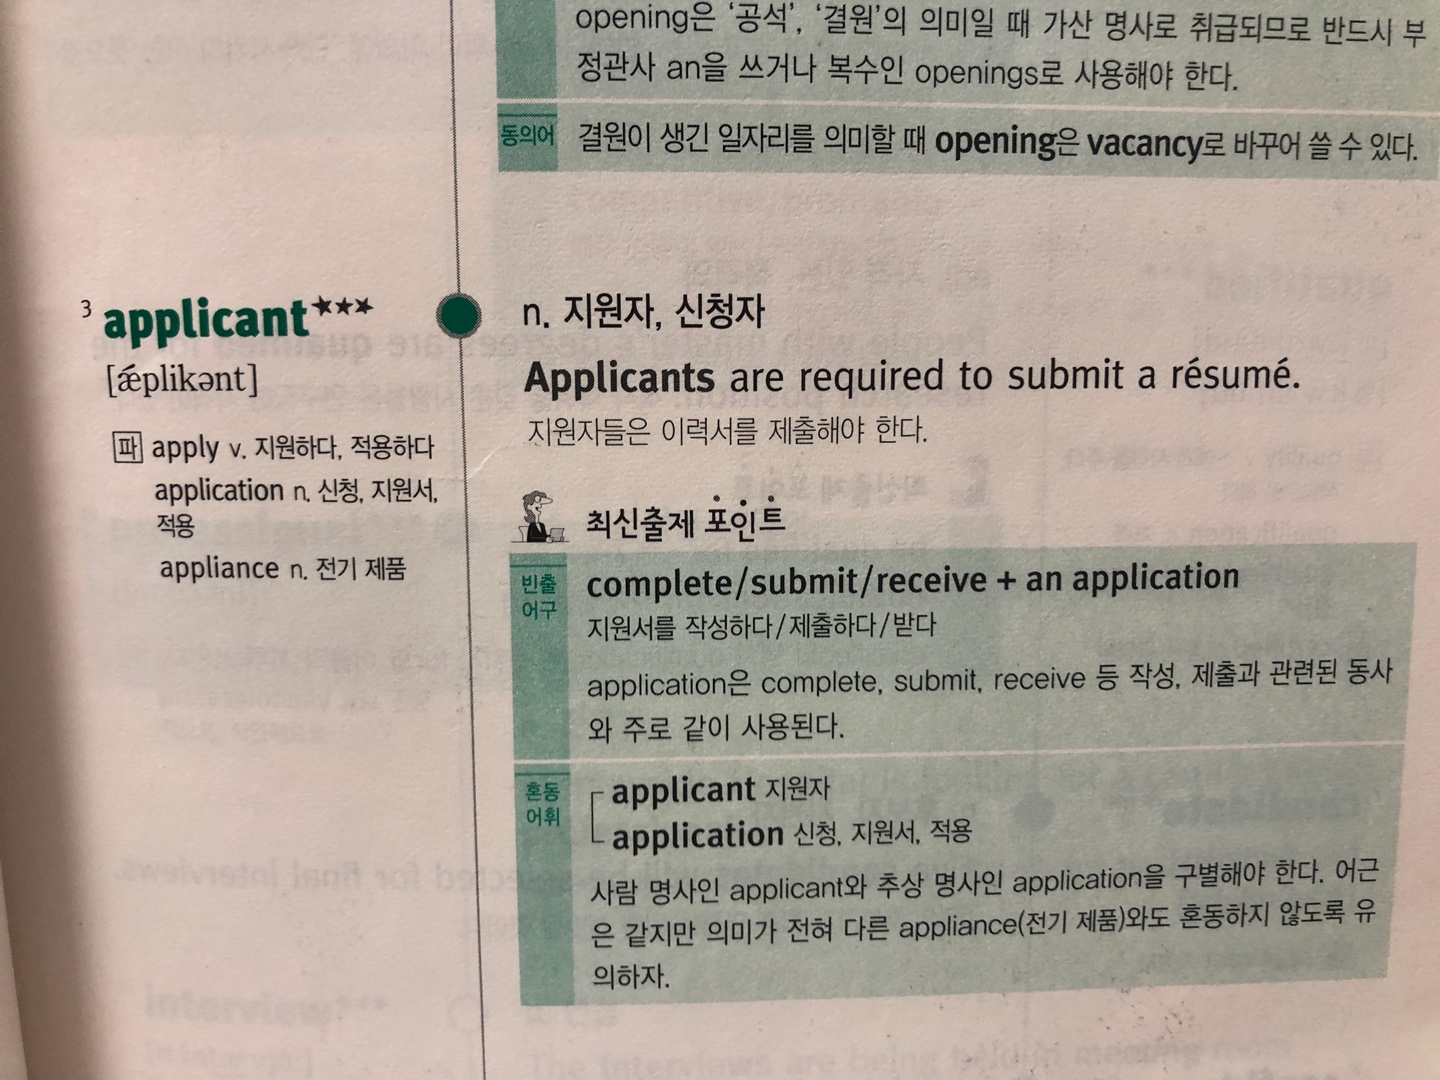 opening은 '공석', '결원'의 의미일 때 가산 명사로 취급되므로 반드시 부
정관사 an을 쓰거나 복수인 openings로 사용해야 한다.
동의어 결원이 생긴 일자리를 의미할 때 opening은 vacancy로 바꾸어 쓸 수 있다.
3 applicant★★★
[ǽplikənt]
파 apply v. 지원하다, 적용하다
application n. 신청, 지원서,
적용
appliance n. 전기 제품
n. 지원자, 신청자
Applicants are required to submit a résumé.
지원자들은 이력서를 제출해야 한다.
최신출제 포인트
빈출
어구
complete/submit/receive + an application
지원서를 작성하다/제출하다/받다
application은 complete, submit, receive 등 작성, 제출과 관련된 동사
와 주로 같이 사용된다.
혼동
어휘
applicant 지원자
application 신청, 지원서, 적용
사람 명사인 applicant와 추상 명사인 application을 구별해야 한다. 어근
은 같지만 의미가 전혀 다른 appliance(전기 제품)와도 혼동하지 않도록 유
의하자.